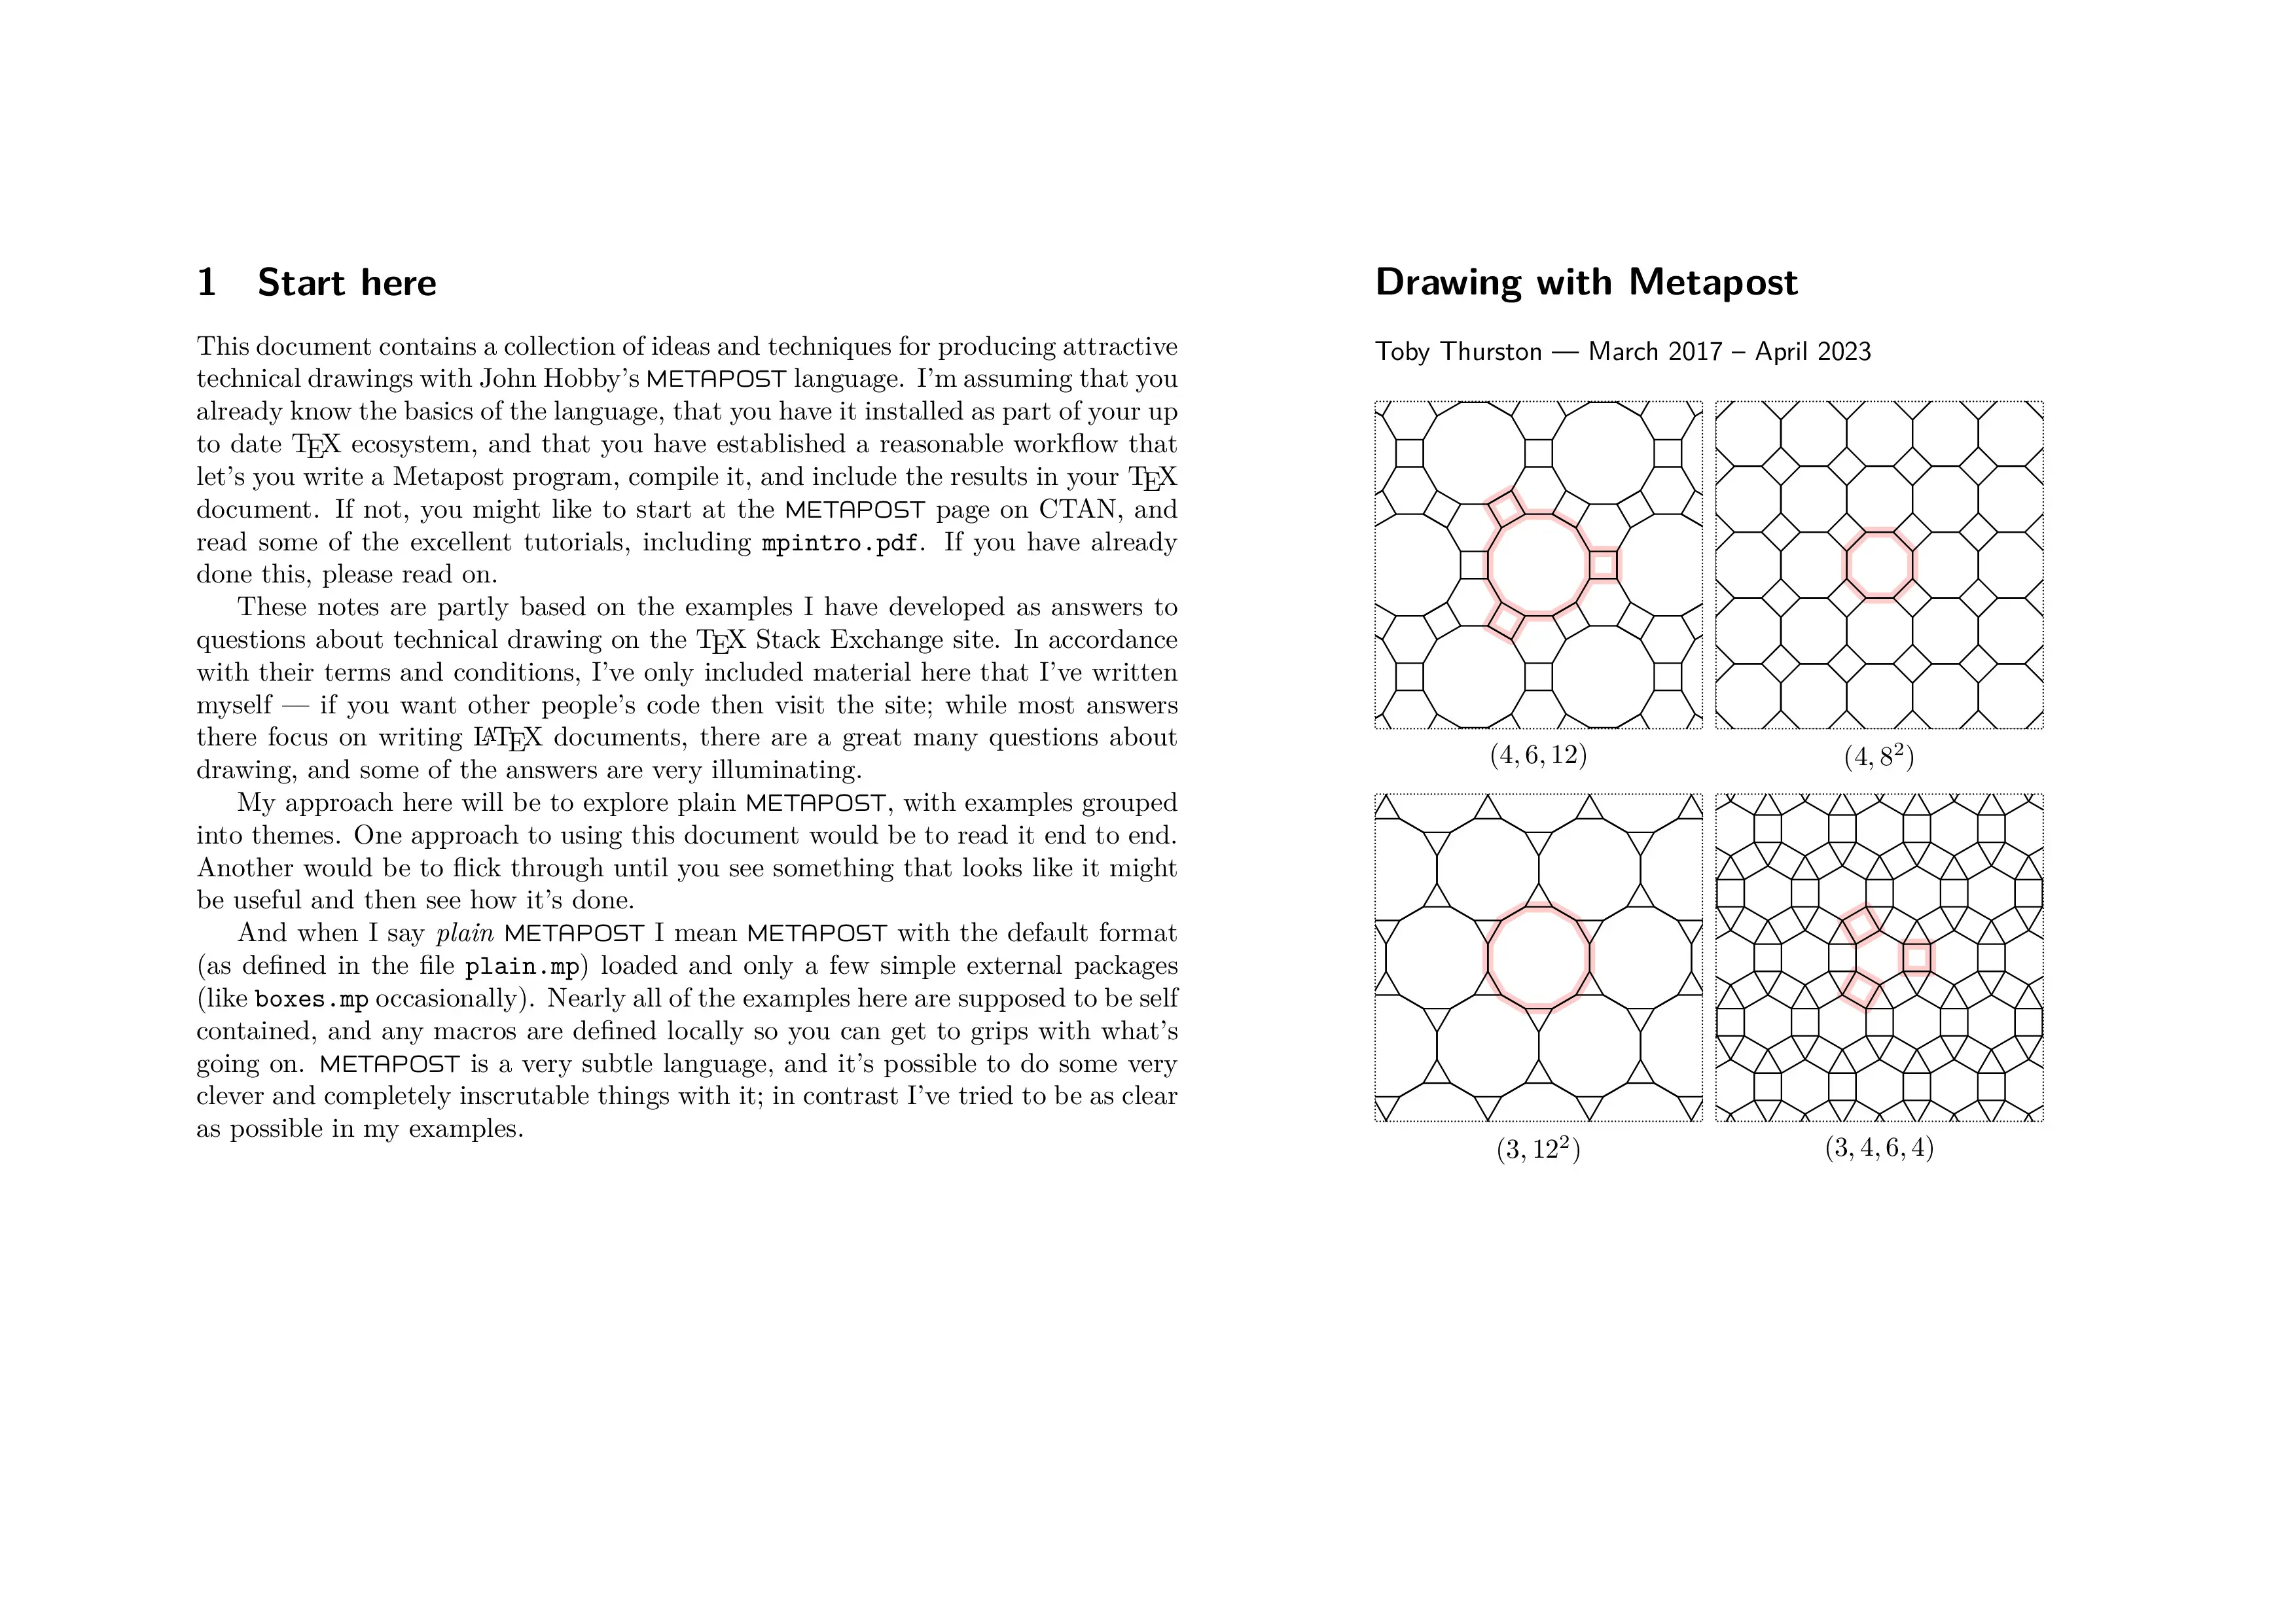 1 Start here
This document contains a collection of ideas and techniques for producing attractive
technical drawings with John Hobby's METAPOST language. I'm assuming that you
already know the basics of the language, that you have it installed as part of your up
to date TEX ecosystem, and that you have established a reasonable workflow that
let's you write a Metapost program, compile it, and include the results in your TEX
document. If not, you might like to start at the METAPOST page on CTAN, and
read some of the excellent tutorials, including mpintro.pdf. If you have already
done this, please read on.
These notes are partly based on the examples I have developed as answers to
questions about technical drawing on the TEX Stack Exchange site. In accordance
with their terms and conditions, I've only included material here that I've written
myself — if you want other people's code then visit the site; while most answers
there focus on writing LATEX documents, there are a great many questions about
drawing, and some of the answers are very illuminating.
My approach here will be to explore plain METAPOST, with examples grouped
into themes. One approach to using this document would be to read it end to end.
Another would be to flick through until you see something that looks like it might
be useful and then see how it's done.
And when I say plain METAPOST I mean METAPOST with the default format
(as defined in the file plain.mp) loaded and only a few simple external packages
(like boxes.mp occasionally). Nearly all of the examples here are supposed to be self
contained, and any macros are defined locally so you can get to grips with what's
going on. METAPOST is a very subtle language, and it's possible to do some very
clever and completely inscrutable things with it; in contrast I've tried to be as clear
as possible in my examples.
Drawing with Metapost
Toby Thurston — March 2017 – April 2023
(4, 6, 12)
(4, 8²)
(3, 12²)
(3, 4, 6, 4)